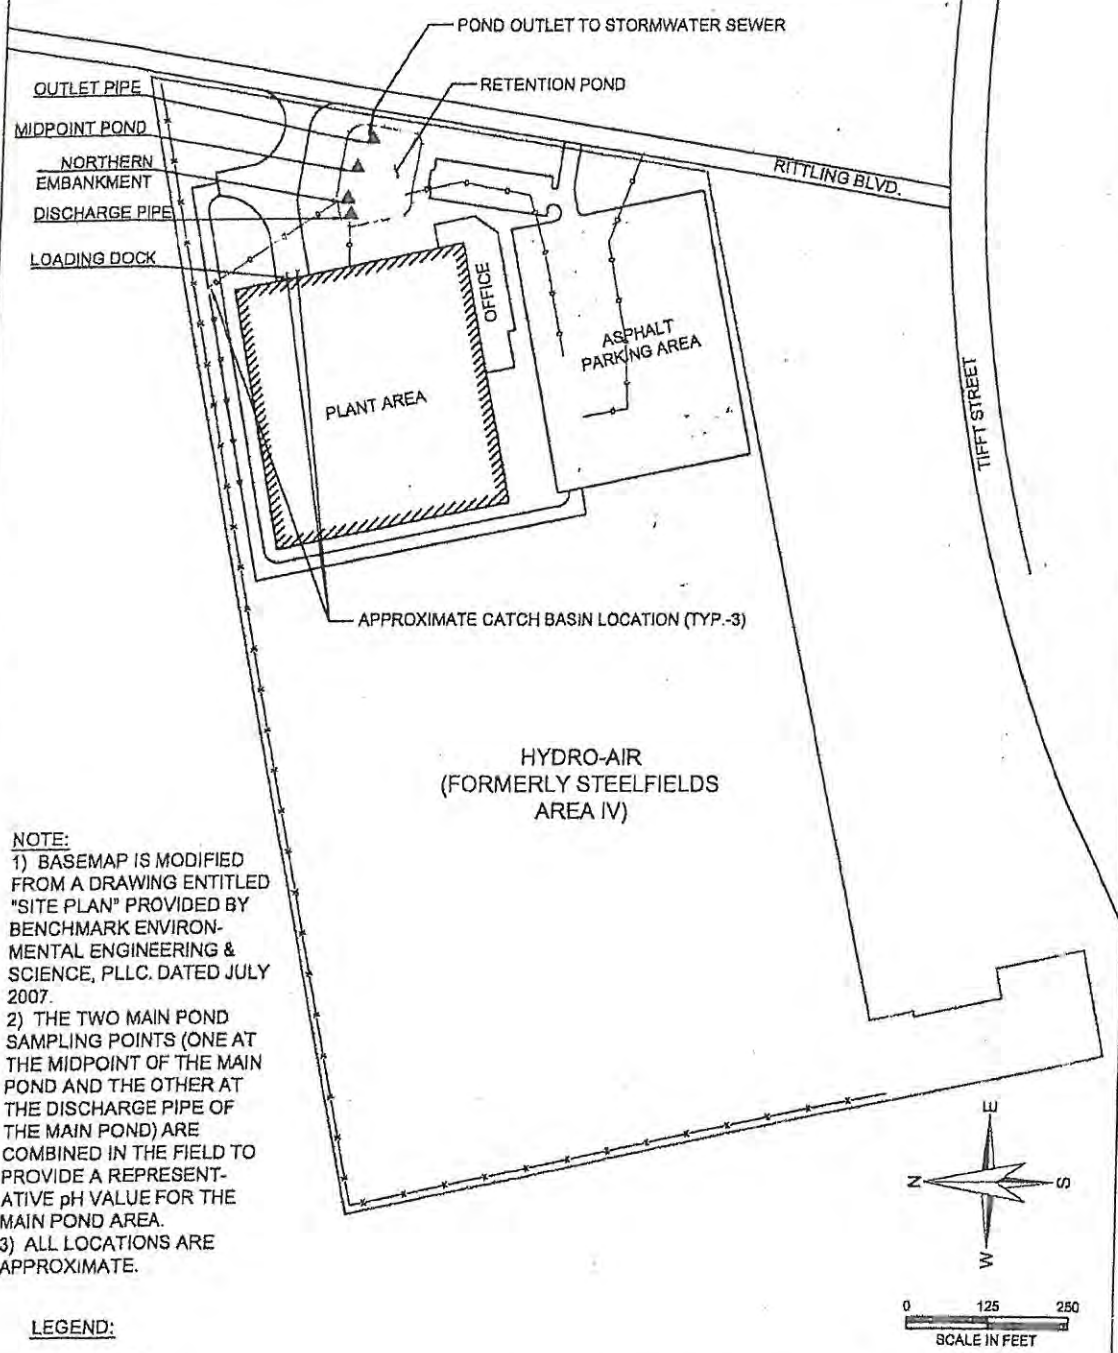 POND OUTLET TO STORMWATER SEWER
RETENTION POND
OUTLET PIPE
MIDPOINT POND
NORTHERN
EMBANKMENT
DISCHARGE PIPE
LOADING DOCK
RITTLING BLVD.
OFFICE
ASPHALT
PARKING AREA
PLANT AREA
TIFFT STREET
APPROXIMATE CATCH BASIN LOCATION (TYP.-3)
HYDRO-AIR
(FORMERLY STEELFIELDS
AREA IV)
NOTE:
1) BASEMAP IS MODIFIED
FROM A DRAWING ENTITLED
"SITE PLAN" PROVIDED BY
BENCHMARK ENVIRON-
MENTAL ENGINEERING &
SCIENCE, PLLC. DATED JULY
2007.
2) THE TWO MAIN POND
SAMPLING POINTS (ONE AT
THE MIDPOINT OF THE MAIN
POND AND THE OTHER AT
THE DISCHARGE PIPE OF
THE MAIN POND) ARE
COMBINED IN THE FIELD TO
PROVIDE A REPRESENT-
ATIVE pH VALUE FOR THE
MAIN POND AREA.
3) ALL LOCATIONS ARE
APPROXIMATE.
LEGEND:
E
N
S
W
0 125 250
SCALE IN FEET